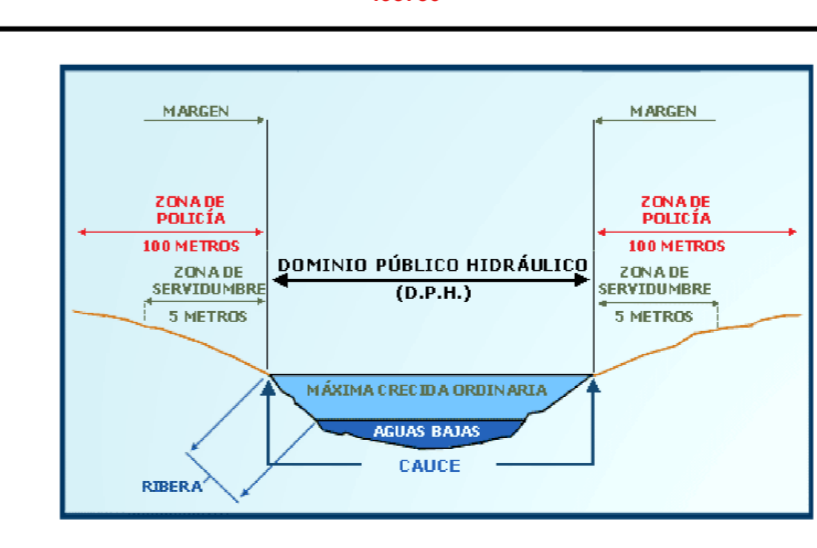 MARGEN
MARGEN
ZONA DE
POLICÍA
100 METROS
ZONA DE
POLICÍA
100 METROS
DOMINIO PÚBLICO HIDRÁULICO
(D.P.H.)
ZONA DE
SERVIDUMBRE
5 METROS
ZONA DE
SERVIDUMBRE
5 METROS
MÁXIMA CRECIDA ORDINARIA
AGUAS BAJAS
CAUCE
RIBERA